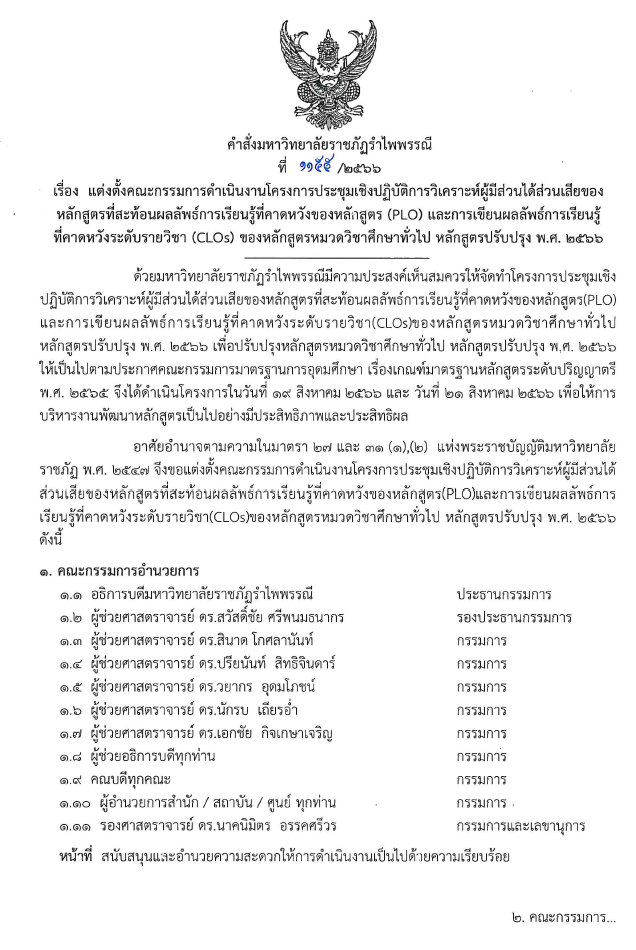 คำสั่งมหาวิทยาลัยราชภัฏรำไพพรรณี
ที่ ๑๑๕๕ /๒๕๖๖
เรื่อง แต่งตั้งคณะกรรมการดำเนินงานโครงการประชุมเชิงปฏิบัติการวิเคราะห์ผู้มีส่วนได้ส่วนเสียของ
หลักสูตรที่สะท้อนผลลัพธ์การเรียนรู้ที่คาดหวังของหลักสูตร (PLO) และการเขียนผลลัพธ์การเรียนรู้
ที่คาดหวังระดับรายวิชา (CLOs) ของหลักสูตรหมวดวิชาศึกษาทั่วไป หลักสูตรปรับปรุง พ.ศ. ๒๕๖๖
ด้วยมหาวิทยาลัยราชภัฏรำไพพรรณีมีความประสงค์เห็นสมควรให้จัดทำโครงการประชุมเชิง
ปฏิบัติการวิเคราะห์ผู้มีส่วนได้ส่วนเสียของหลักสูตรที่สะท้อนผลลัพธ์การเรียนรู้ที่คาดหวังของหลักสูตร(PLO)
และการเขียนผลลัพธ์การเรียนรู้ที่คาดหวังระดับรายวิชา(CLOs)ของหลักสูตรหมวดวิชาศึกษาทั่วไป
หลักสูตรปรับปรุง พ.ศ. ๒๕๖๖ เพื่อปรับปรุงหลักสูตรหมวดวิชาศึกษาทั่วไป หลักสูตรปรับปรุง พ.ศ. ๒๕๖๖
ให้เป็นไปตามประกาศคณะกรรมการมาตรฐานการอุดมศึกษา เรื่องเกณฑ์มาตรฐานหลักสูตรระดับปริญญาตรี
พ.ศ. ๒๕๖๕ จึงได้ดำเนินโครงการในวันที่ ๑๙ สิงหาคม ๒๕๖๖ และ วันที่ ๒๑ สิงหาคม ๒๕๖๖ เพื่อให้การ
บริหารงานพัฒนาหลักสูตรเป็นไปอย่างมีประสิทธิภาพและประสิทธิผล
อาศัยอำนาจตามความในมาตรา ๒๗ และ ๓๑ (๑),(๒) แห่งพระราชบัญญัติมหาวิทยาลัย
ราชภัฏ พ.ศ. ๒๕๔๗ จึงขอแต่งตั้งคณะกรรมการดำเนินงานโครงการประชุมเชิงปฏิบัติการวิเคราะห์ผู้มีส่วนได้
ส่วนเสียของหลักสูตรที่สะท้อนผลลัพธ์การเรียนรู้ที่คาดหวังของหลักสูตร(PLO)และการเขียนผลลัพธ์การ
เรียนรู้ที่คาดหวังระดับรายวิชา(CLOs)ของหลักสูตรหมวดวิชาศึกษาทั่วไป หลักสูตรปรับปรุง พ.ศ. ๒๕๖๖
ดังนี้
๑. คณะกรรมการอำนวยการ
๑.๑ อธิการบดีมหาวิทยาลัยราชภัฏรำไพพรรณี ประธานกรรมการ
๑.๒ ผู้ช่วยศาสตราจารย์ ดร.สวัสดิ์ชัย ศรีพนมธนากร รองประธานกรรมการ
๑.๓ ผู้ช่วยศาสตราจารย์ ดร.สินาด โกศลานันท์ กรรมการ
๑.๔ ผู้ช่วยศาสตราจารย์ ดร.ปรียนันท์ สิทธิจินดาร์ กรรมการ
๑.๕ ผู้ช่วยศาสตราจารย์ ดร.วยากร อุดมโภชน์ กรรมการ
๑.๖ ผู้ช่วยศาสตราจารย์ ดร.นักรบ เถียรอ่ำ กรรมการ
๑.๗ ผู้ช่วยศาสตราจารย์ ดร.เอกชัย กิจเกษาเจริญ กรรมการ
๑.๘ ผู้ช่วยอธิการบดีทุกท่าน กรรมการ
๑.๙ คณบดีทุกคณะ กรรมการ
๑.๑๐ ผู้อำนวยการสำนัก / สถาบัน / ศูนย์ ทุกท่าน กรรมการ
๑.๑๑ รองศาสตราจารย์ ดร.นาคนิมิตร อรรคศรีวร กรรมการและเลขานุการ
หน้าที่ สนับสนุนและอำนวยความสะดวกให้การดำเนินงานเป็นไปด้วยความเรียบร้อย
๒. คณะกรรมการ...